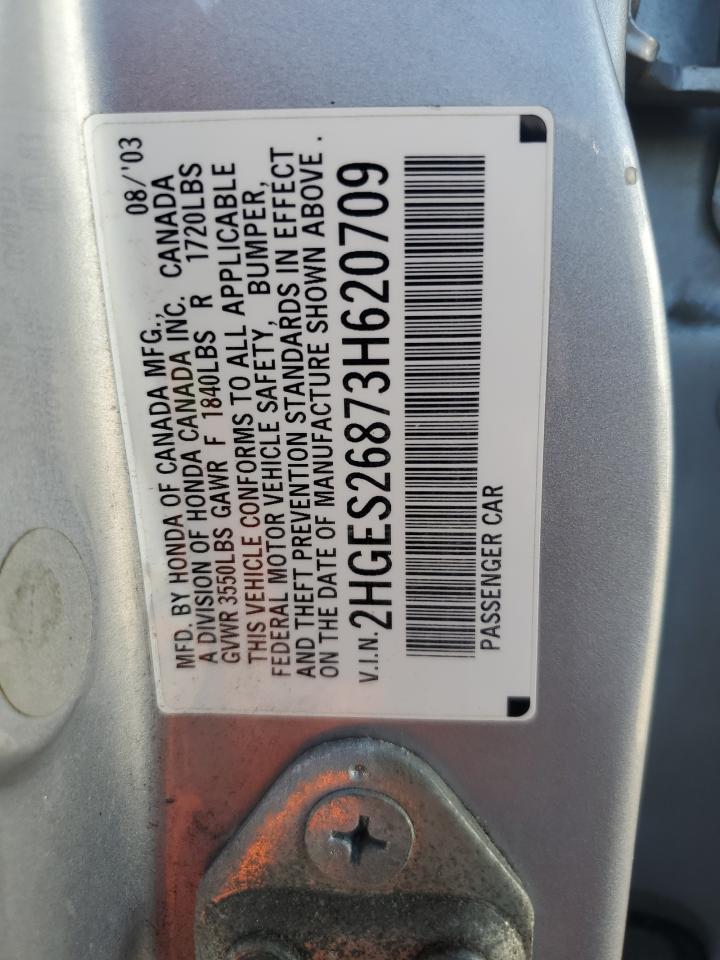 MFD. BY HONDA OF CANADA MFG., 08/'03
A DIVISION OF HONDA CANADA INC. CANADA
GVWR 3550LBS GAWR F 1840LBS R 1720LBS
THIS VEHICLE CONFORMS TO ALL APPLICABLE
FEDERAL MOTOR VEHICLE SAFETY, BUMPER,
AND THEFT PREVENTION STANDARDS IN EFFECT
ON THE DATE OF MANUFACTURE SHOWN ABOVE.
V.I.N. 2HGES26873H620709
PASSENGER CAR